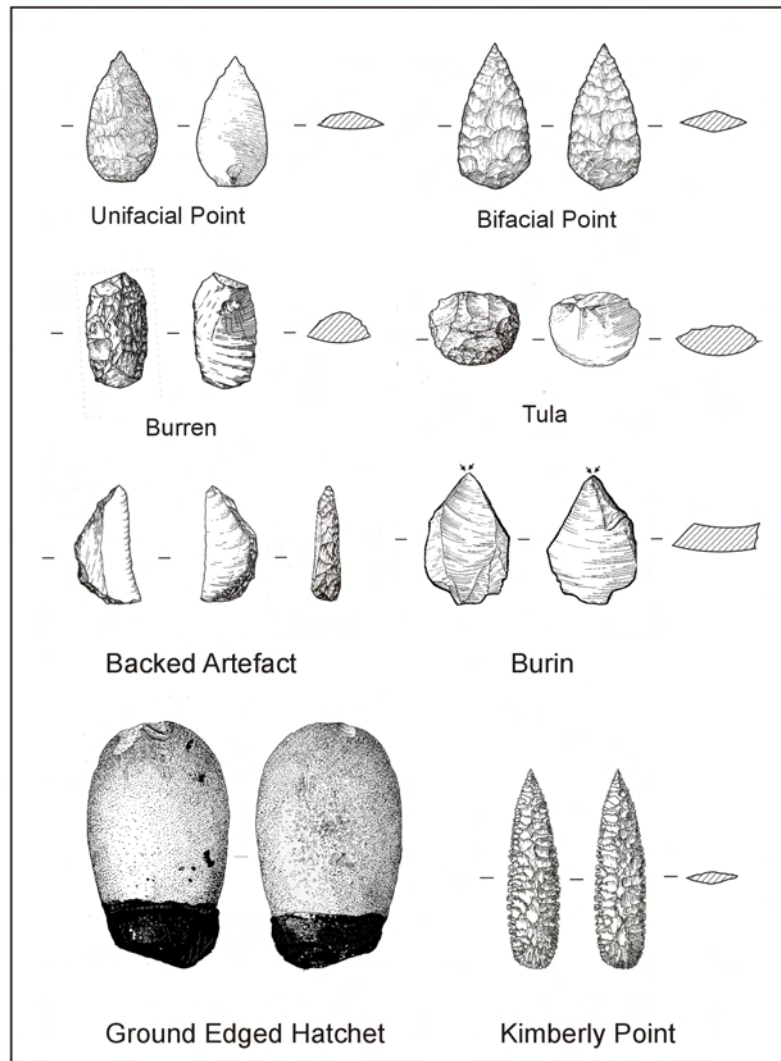 Unifacial Point
Bifacial Point
Burren
Tula
Backed Artefact
Burin
Ground Edged Hatchet
Kimberly Point